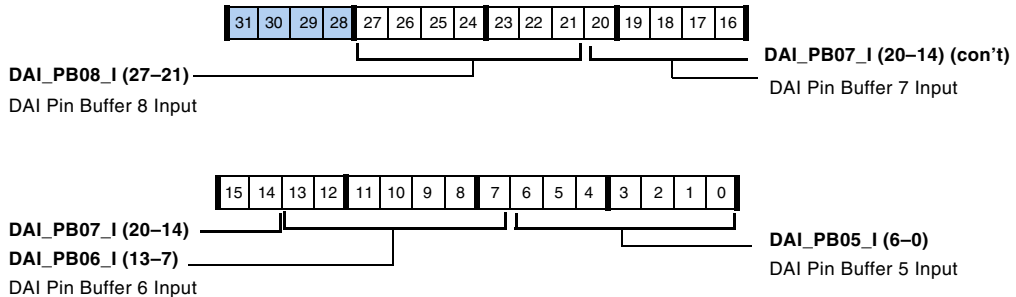 31 30 29 28 27 26 25 24 23 22 21 20 19 18 17 16
DAI_PB08_I (27–21)
DAI Pin Buffer 8 Input
DAI_PB07_I (20–14) (con't)
DAI Pin Buffer 7 Input
15 14 13 12 11 10 9 8 7 6 5 4 3 2 1 0
DAI_PB07_I (20–14)
DAI_PB06_I (13–7)
DAI Pin Buffer 6 Input
DAI_PB05_I (6–0)
DAI Pin Buffer 5 Input